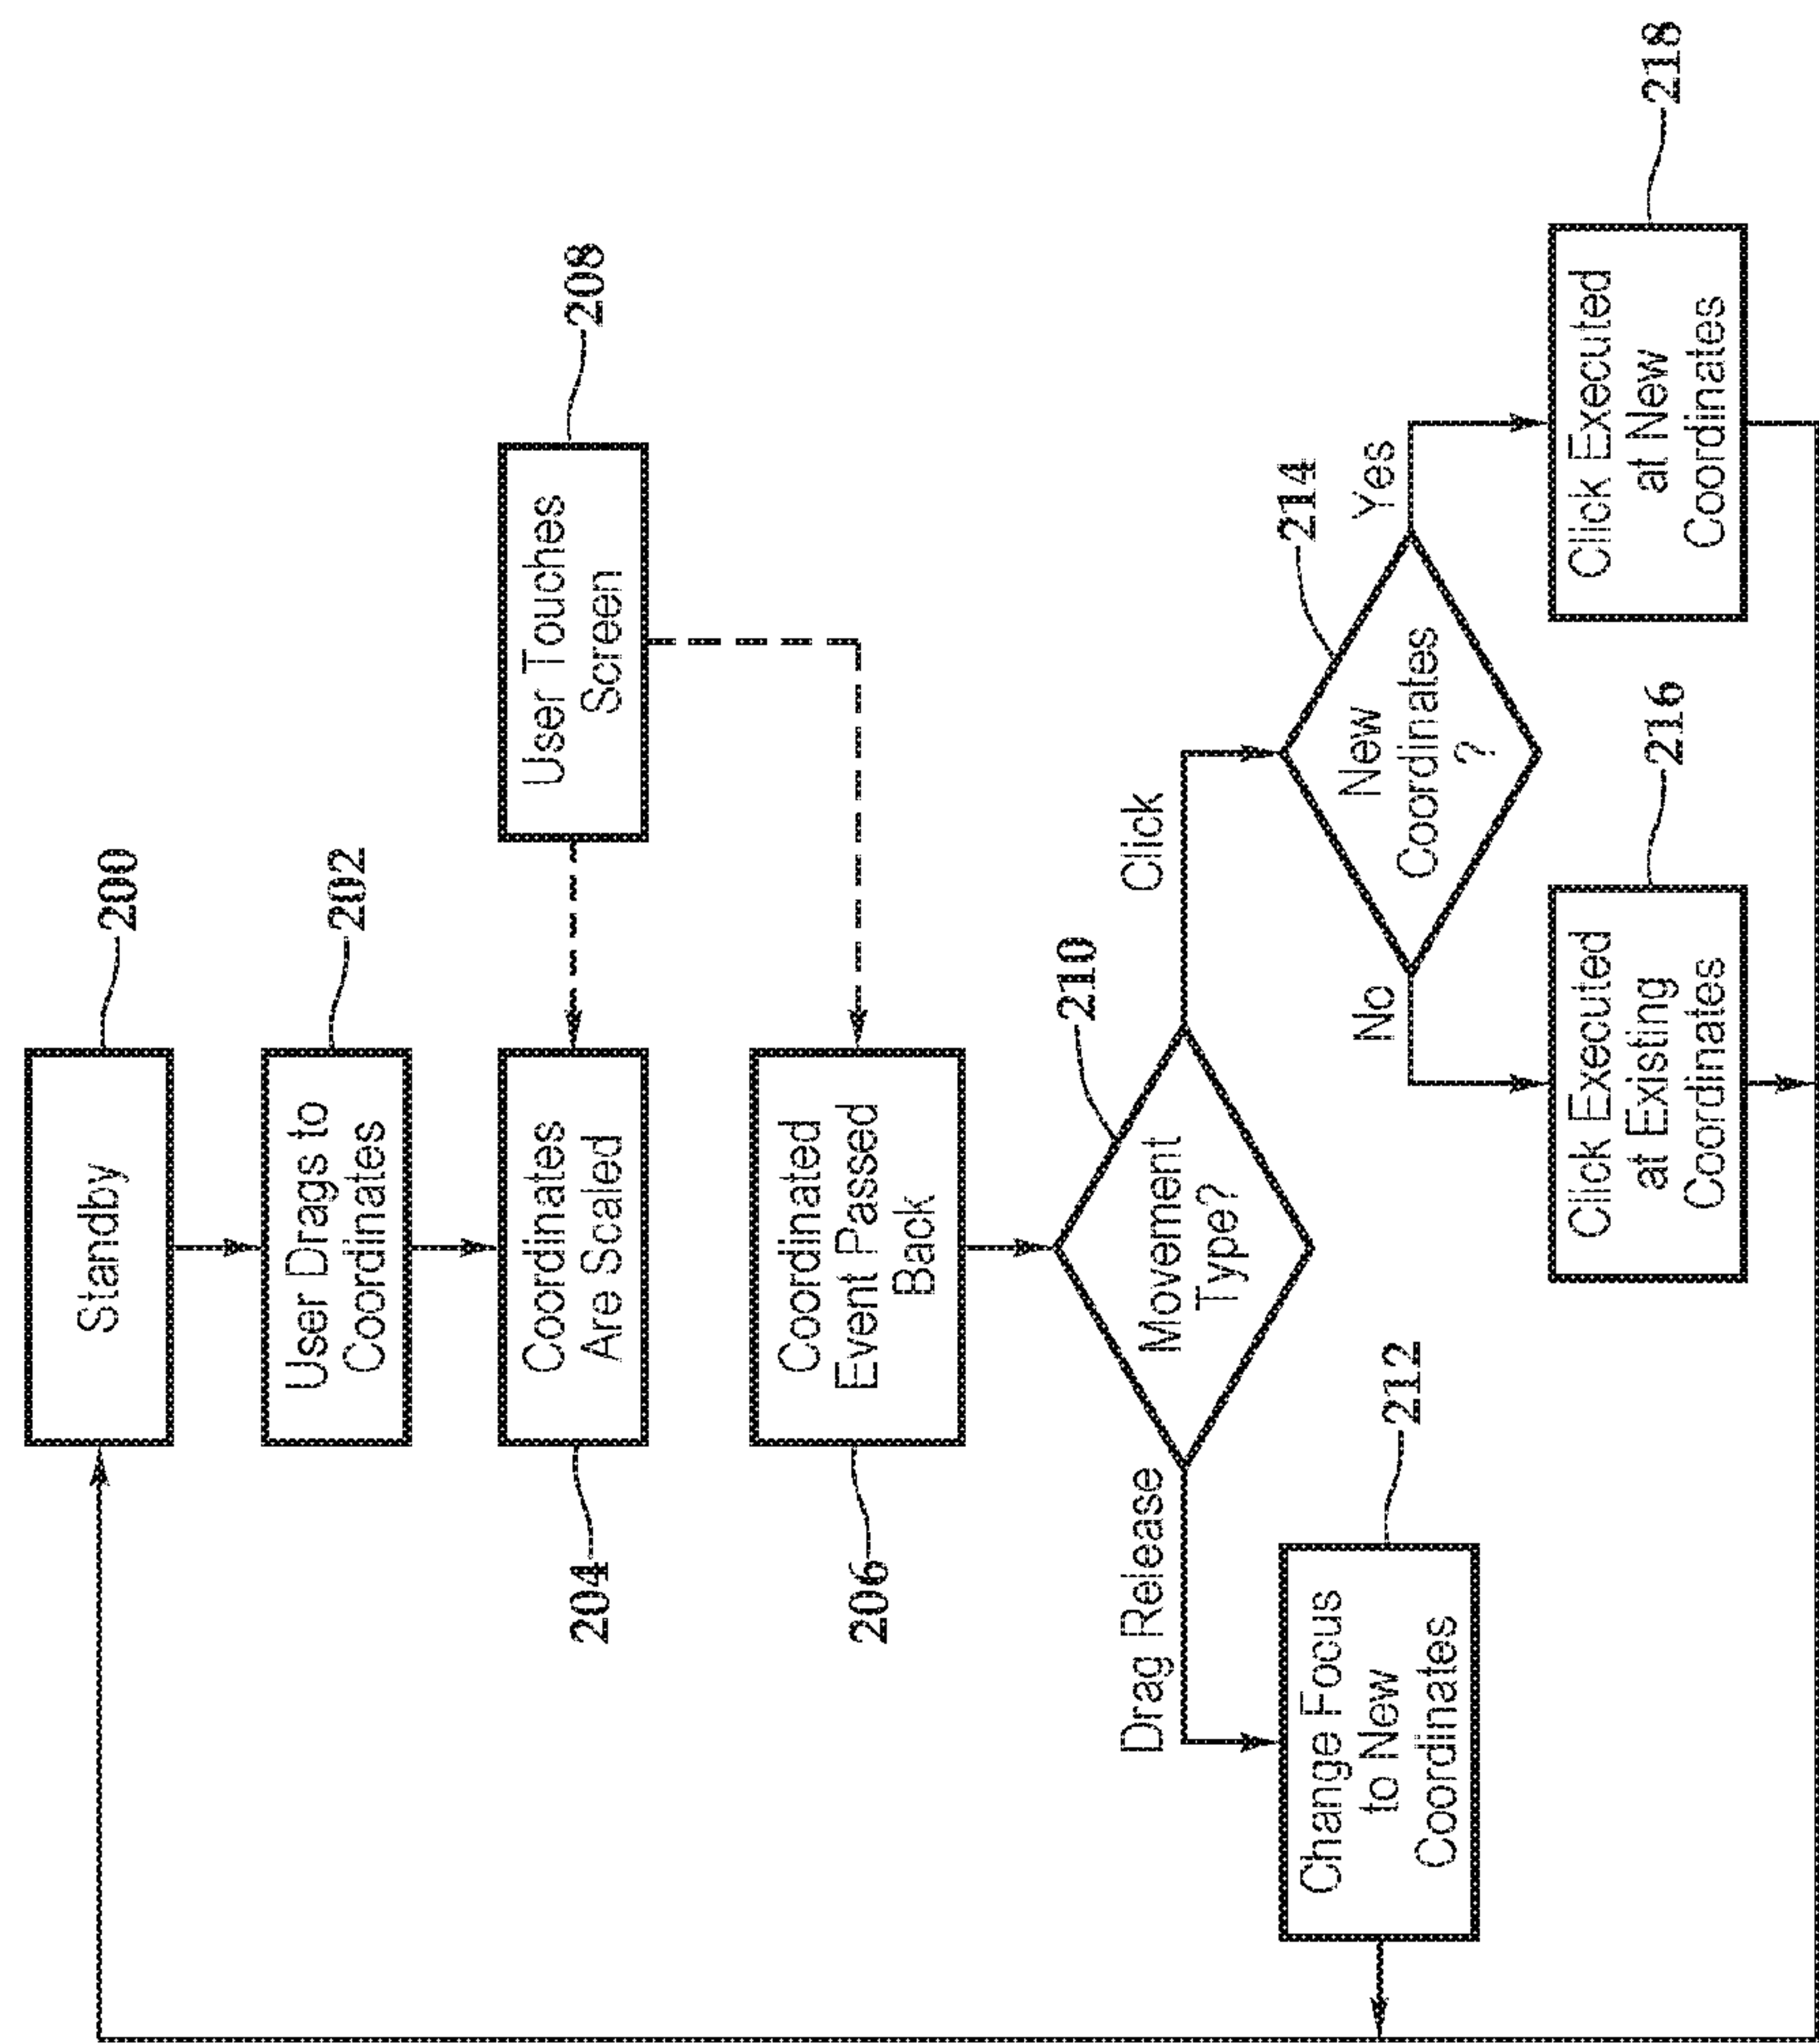 Standby
200
User Drags to
Coordinates
202
Coordinates
Are Scaled
204
User Touches
Screen
208
Coordinated
Event Passed
Back
206
Movement
Type?
210
Drag Release
Click
Change Focus
to New
Coordinates
212
New
Coordinates
?
214
No
Yes
Click Executed
at Existing
Coordinates
216
Click Executed
at New
Coordinates
218